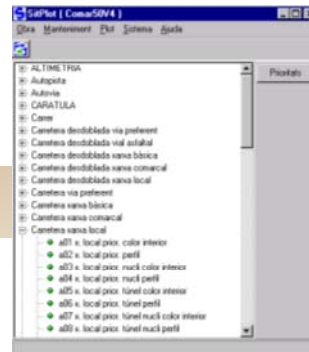 SitPlot ( Comar50V4 )
Obra Manteniment Plot Sistema Ajuda
Prioritats
ALTIMETRIA
Autopista
Autovia
CARATULA
Carrer
Carretera desdoblada via preferent
Carretera desdoblada vial asfaltat
Carretera desdoblada xarxa bàsica
Carretera desdoblada xarxa comarcal
Carretera desdoblada xarxa local
Carretera via preferent
Carretera xarxa bàsica
Carretera xarxa comarcal
Carretera xarxa local
a01 x. local prior. color interior
a02 x. local prior. perfil
a03 x. local prior. nucli color interior
a04 x. local prior. nucli perfil
a05 x. local prior. túnel color interior
a06 x. local prior. túnel perfil
a07 x. local prior. túnel nucli color interior
a08 x. local prior. túnel nucli perfil